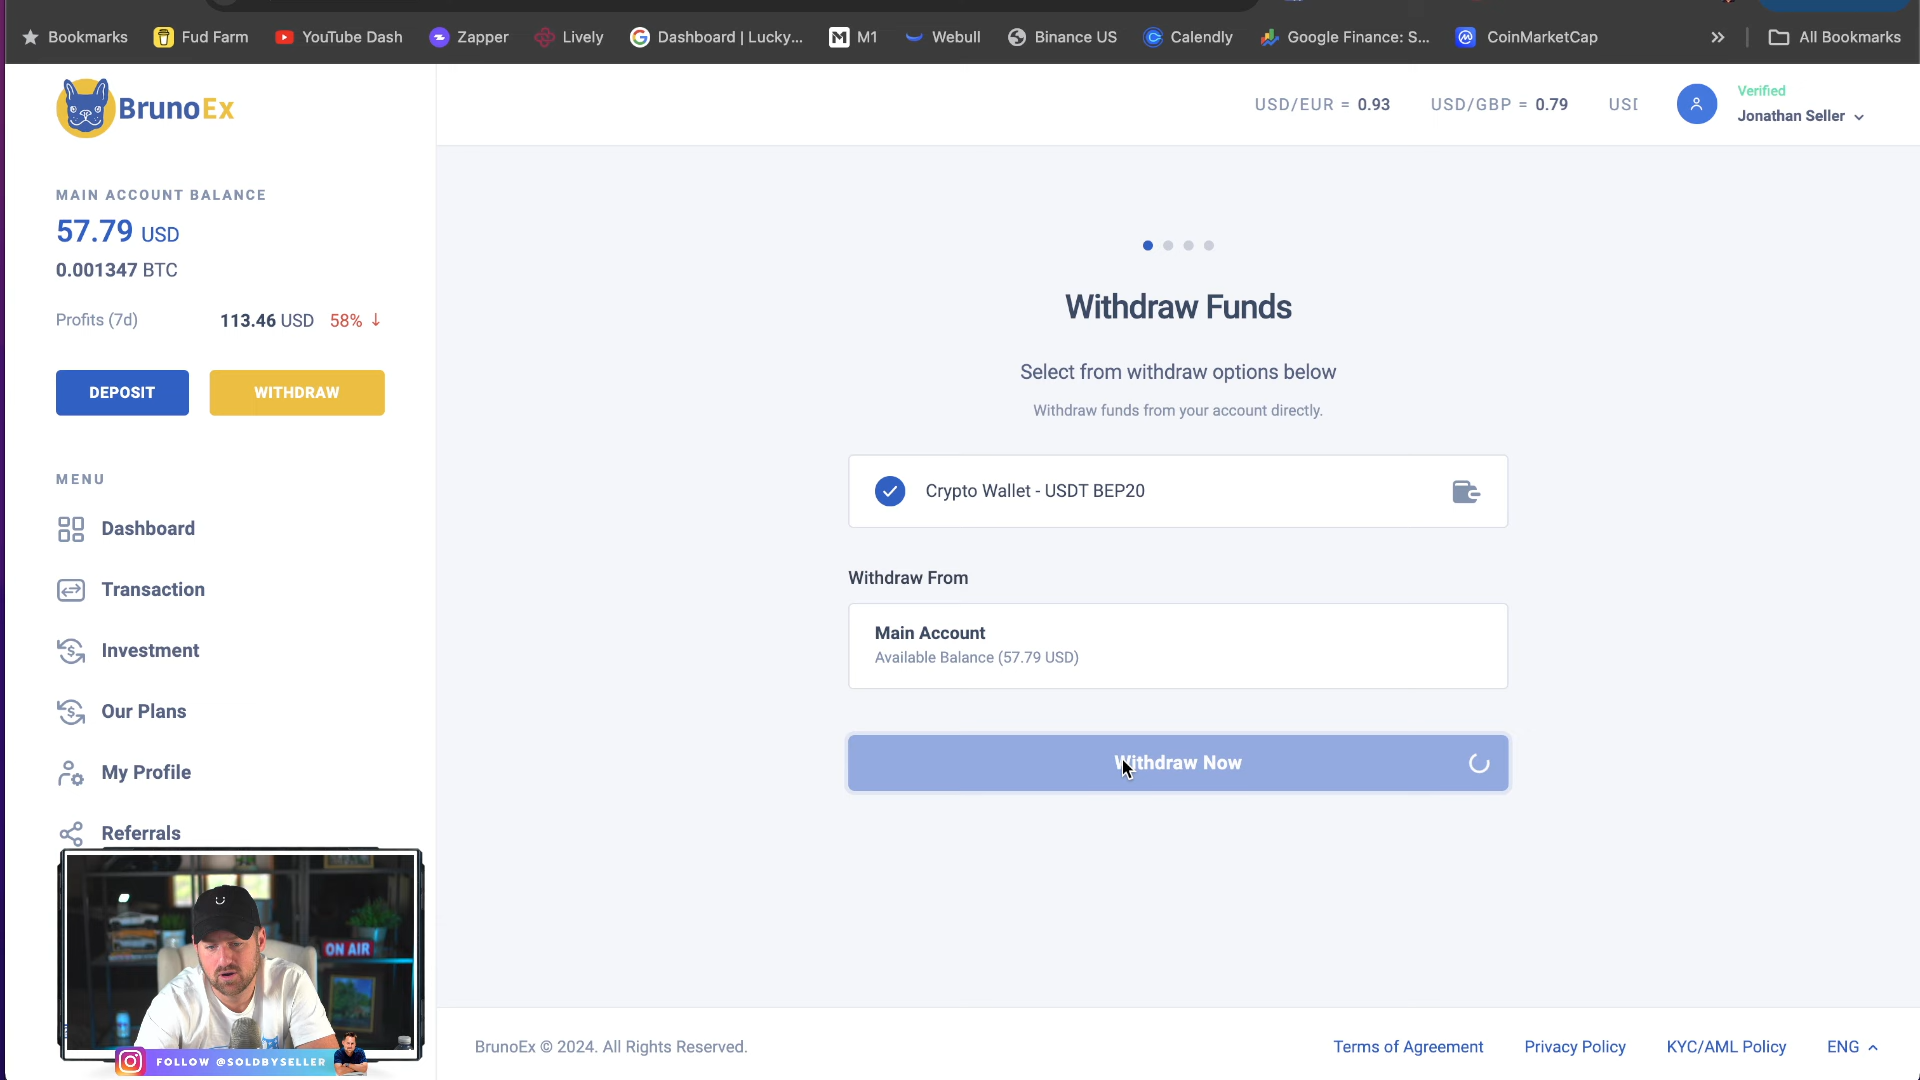 Bookmarks
Fud Farm
YouTube Dash
Zapper
Lively
Dashboard | Lucky...
M1
Webull
Binance US
Calendly
Google Finance: S...
CoinMarketCap
»
All Bookmarks
BrunoEx
USD/EUR = 0.93
USD/GBP = 0.79
Verified
Jonathan Seller
MAIN ACCOUNT BALANCE
57.79 USD
0.001347 BTC
Profits (7d) 113.46 USD 58% ↓
DEPOSIT
WITHDRAW
MENU
Dashboard
Transaction
Investment
Our Plans
My Profile
Referrals
Withdraw Funds
Select from withdraw options below
Withdraw funds from your account directly.
Crypto Wallet - USDT BEP20
Withdraw From
Main Account
Available Balance (57.79 USD)
Withdraw Now
ON AIR
FOLLOW @SOLDBYSELLER
BrunoEx © 2024. All Rights Reserved.
Terms of Agreement
Privacy Policy
KYC/AML Policy
ENG